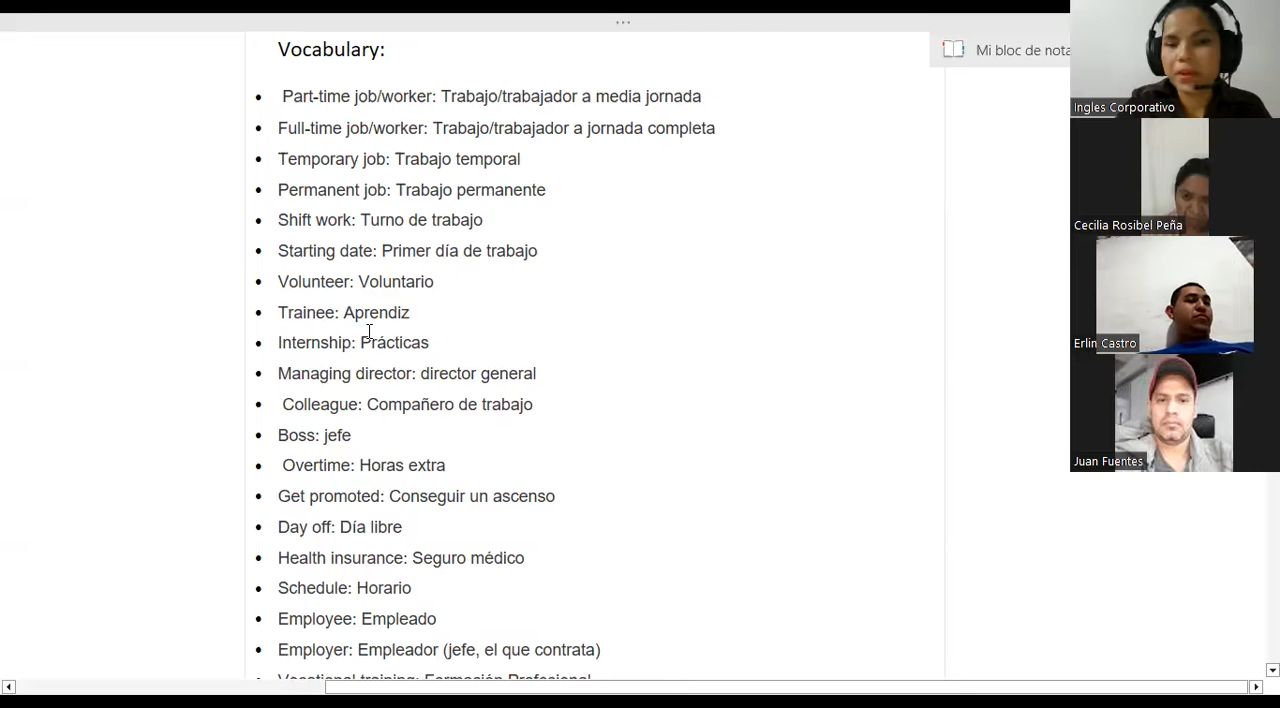 Vocabulary:
Mi bloc de nota
Part-time job/worker: Trabajo/trabajador a media jornada
Full-time job/worker: Trabajo/trabajador a jornada completa
Temporary job: Trabajo temporal
Permanent job: Trabajo permanente
Shift work: Turno de trabajo
Starting date: Primer día de trabajo
Volunteer: Voluntario
Trainee: Aprendiz
Internship: Prácticas
Managing director: director general
Colleague: Compañero de trabajo
Boss: jefe
Overtime: Horas extra
Get promoted: Conseguir un ascenso
Day off: Día libre
Health insurance: Seguro médico
Schedule: Horario
Employee: Empleado
Employer: Empleador (jefe, el que contrata)
Vocational training: Formación Profesional
Ingles Corporativo
Cecilia Rosibel Peña
Erlin Castro
Juan Fuentes